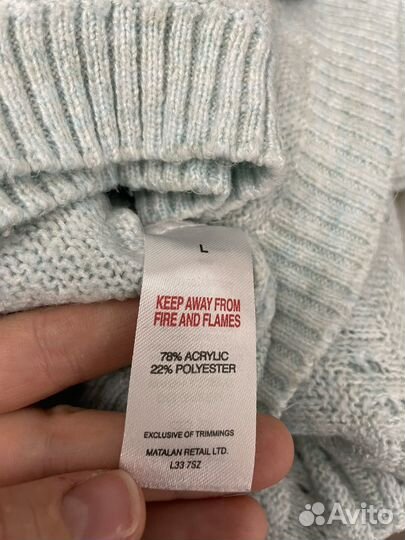 L
KEEP AWAY FROM
FIRE AND FLAMES
78% ACRYLIC
22% POLYESTER
EXCLUSIVE OF TRIMMINGS
MATALAN RETAIL LTD.
L33 7SZ
Avito